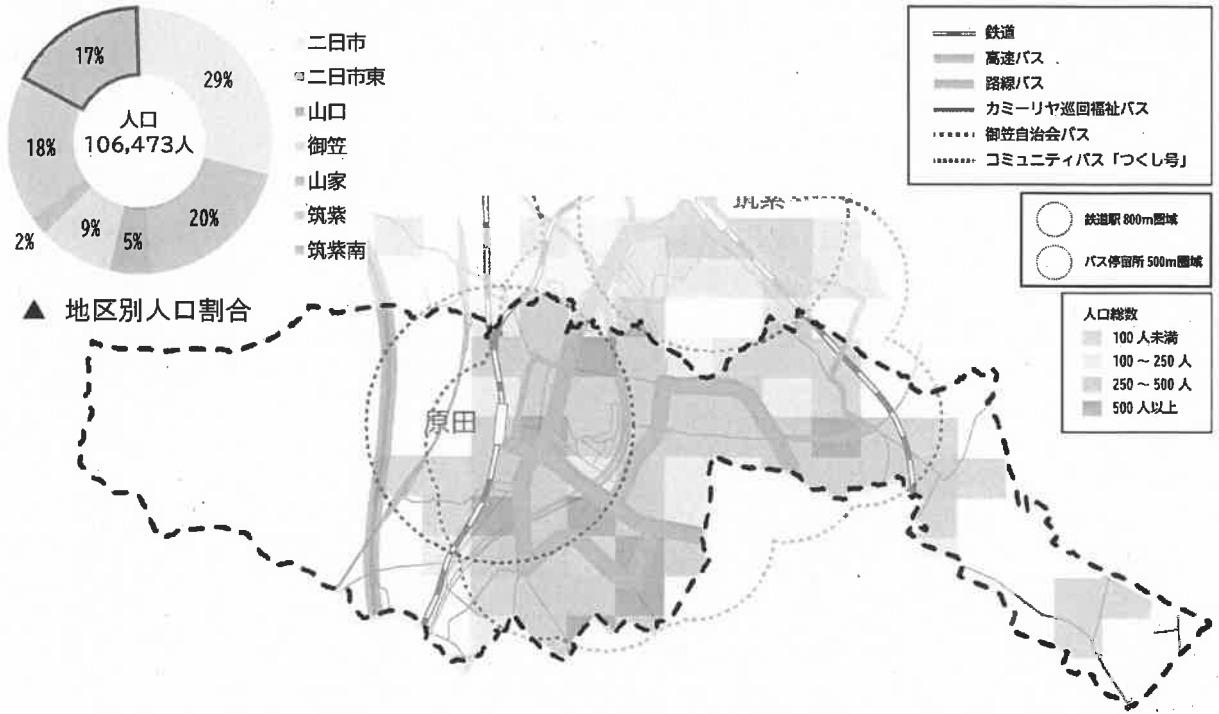 17%
29%
人口
106,473人
18%
2%
9%
5%
20%
二日市
二日市東
山口
御笠
山家
筑紫
筑紫南
▲ 地区別人口割合
鉄道
高速バス
路線バス
カミーリヤ巡回福祉バス
御笠自治会バス
コミュニティバス「つくし号」
鉄道駅 800m圏域
バス停留所 500m圏域
人口総数
100 人未満
100 ~ 250 人
250 ~ 500 人
500 人以上
筑紫
原田